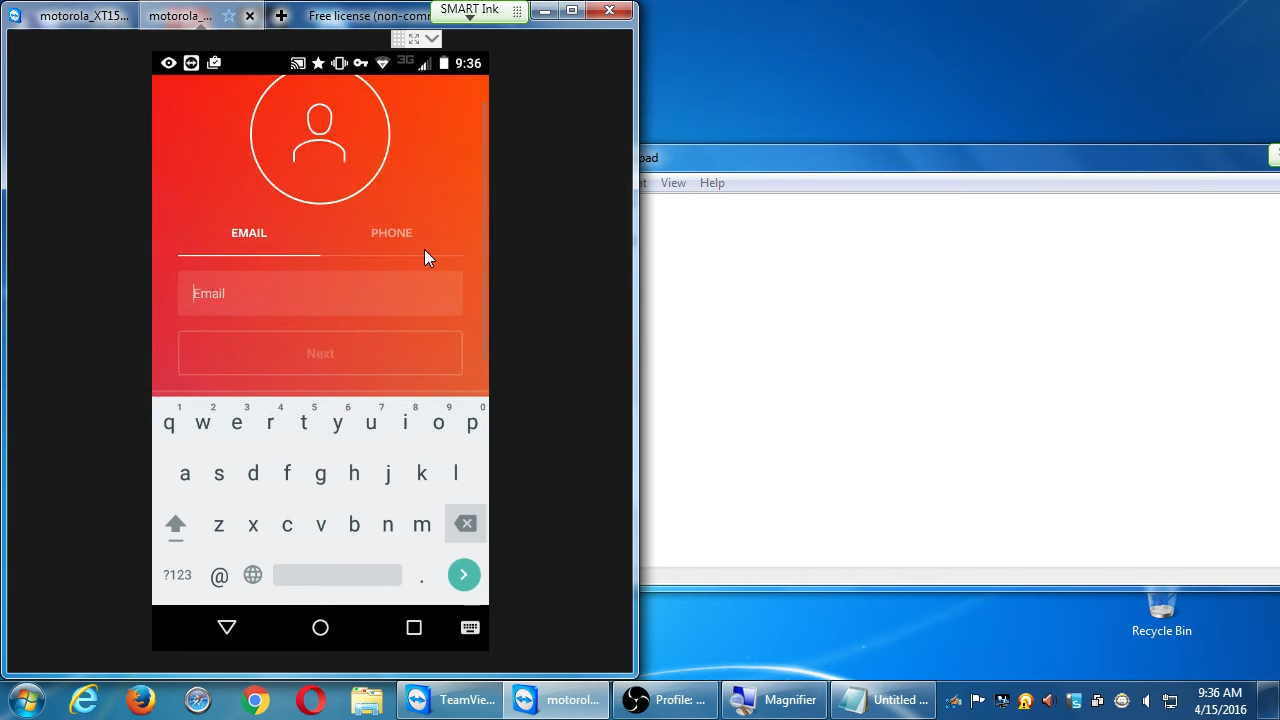 motorola_XT15...
motorola_...
Free license (non-comm
SMART Ink
3G
9:36
EMAIL
PHONE
Email
Next
1 2 3 4 5 6 7 8 9 0
q w e r t y u i o p
a s d f g h j k l
z x c v b n m
?123 @ .
pad
at View Help
Recycle Bin
TeamVie...
motorol...
Profile: ...
Magnifier
Untitled ...
9:36 AM
4/15/2016